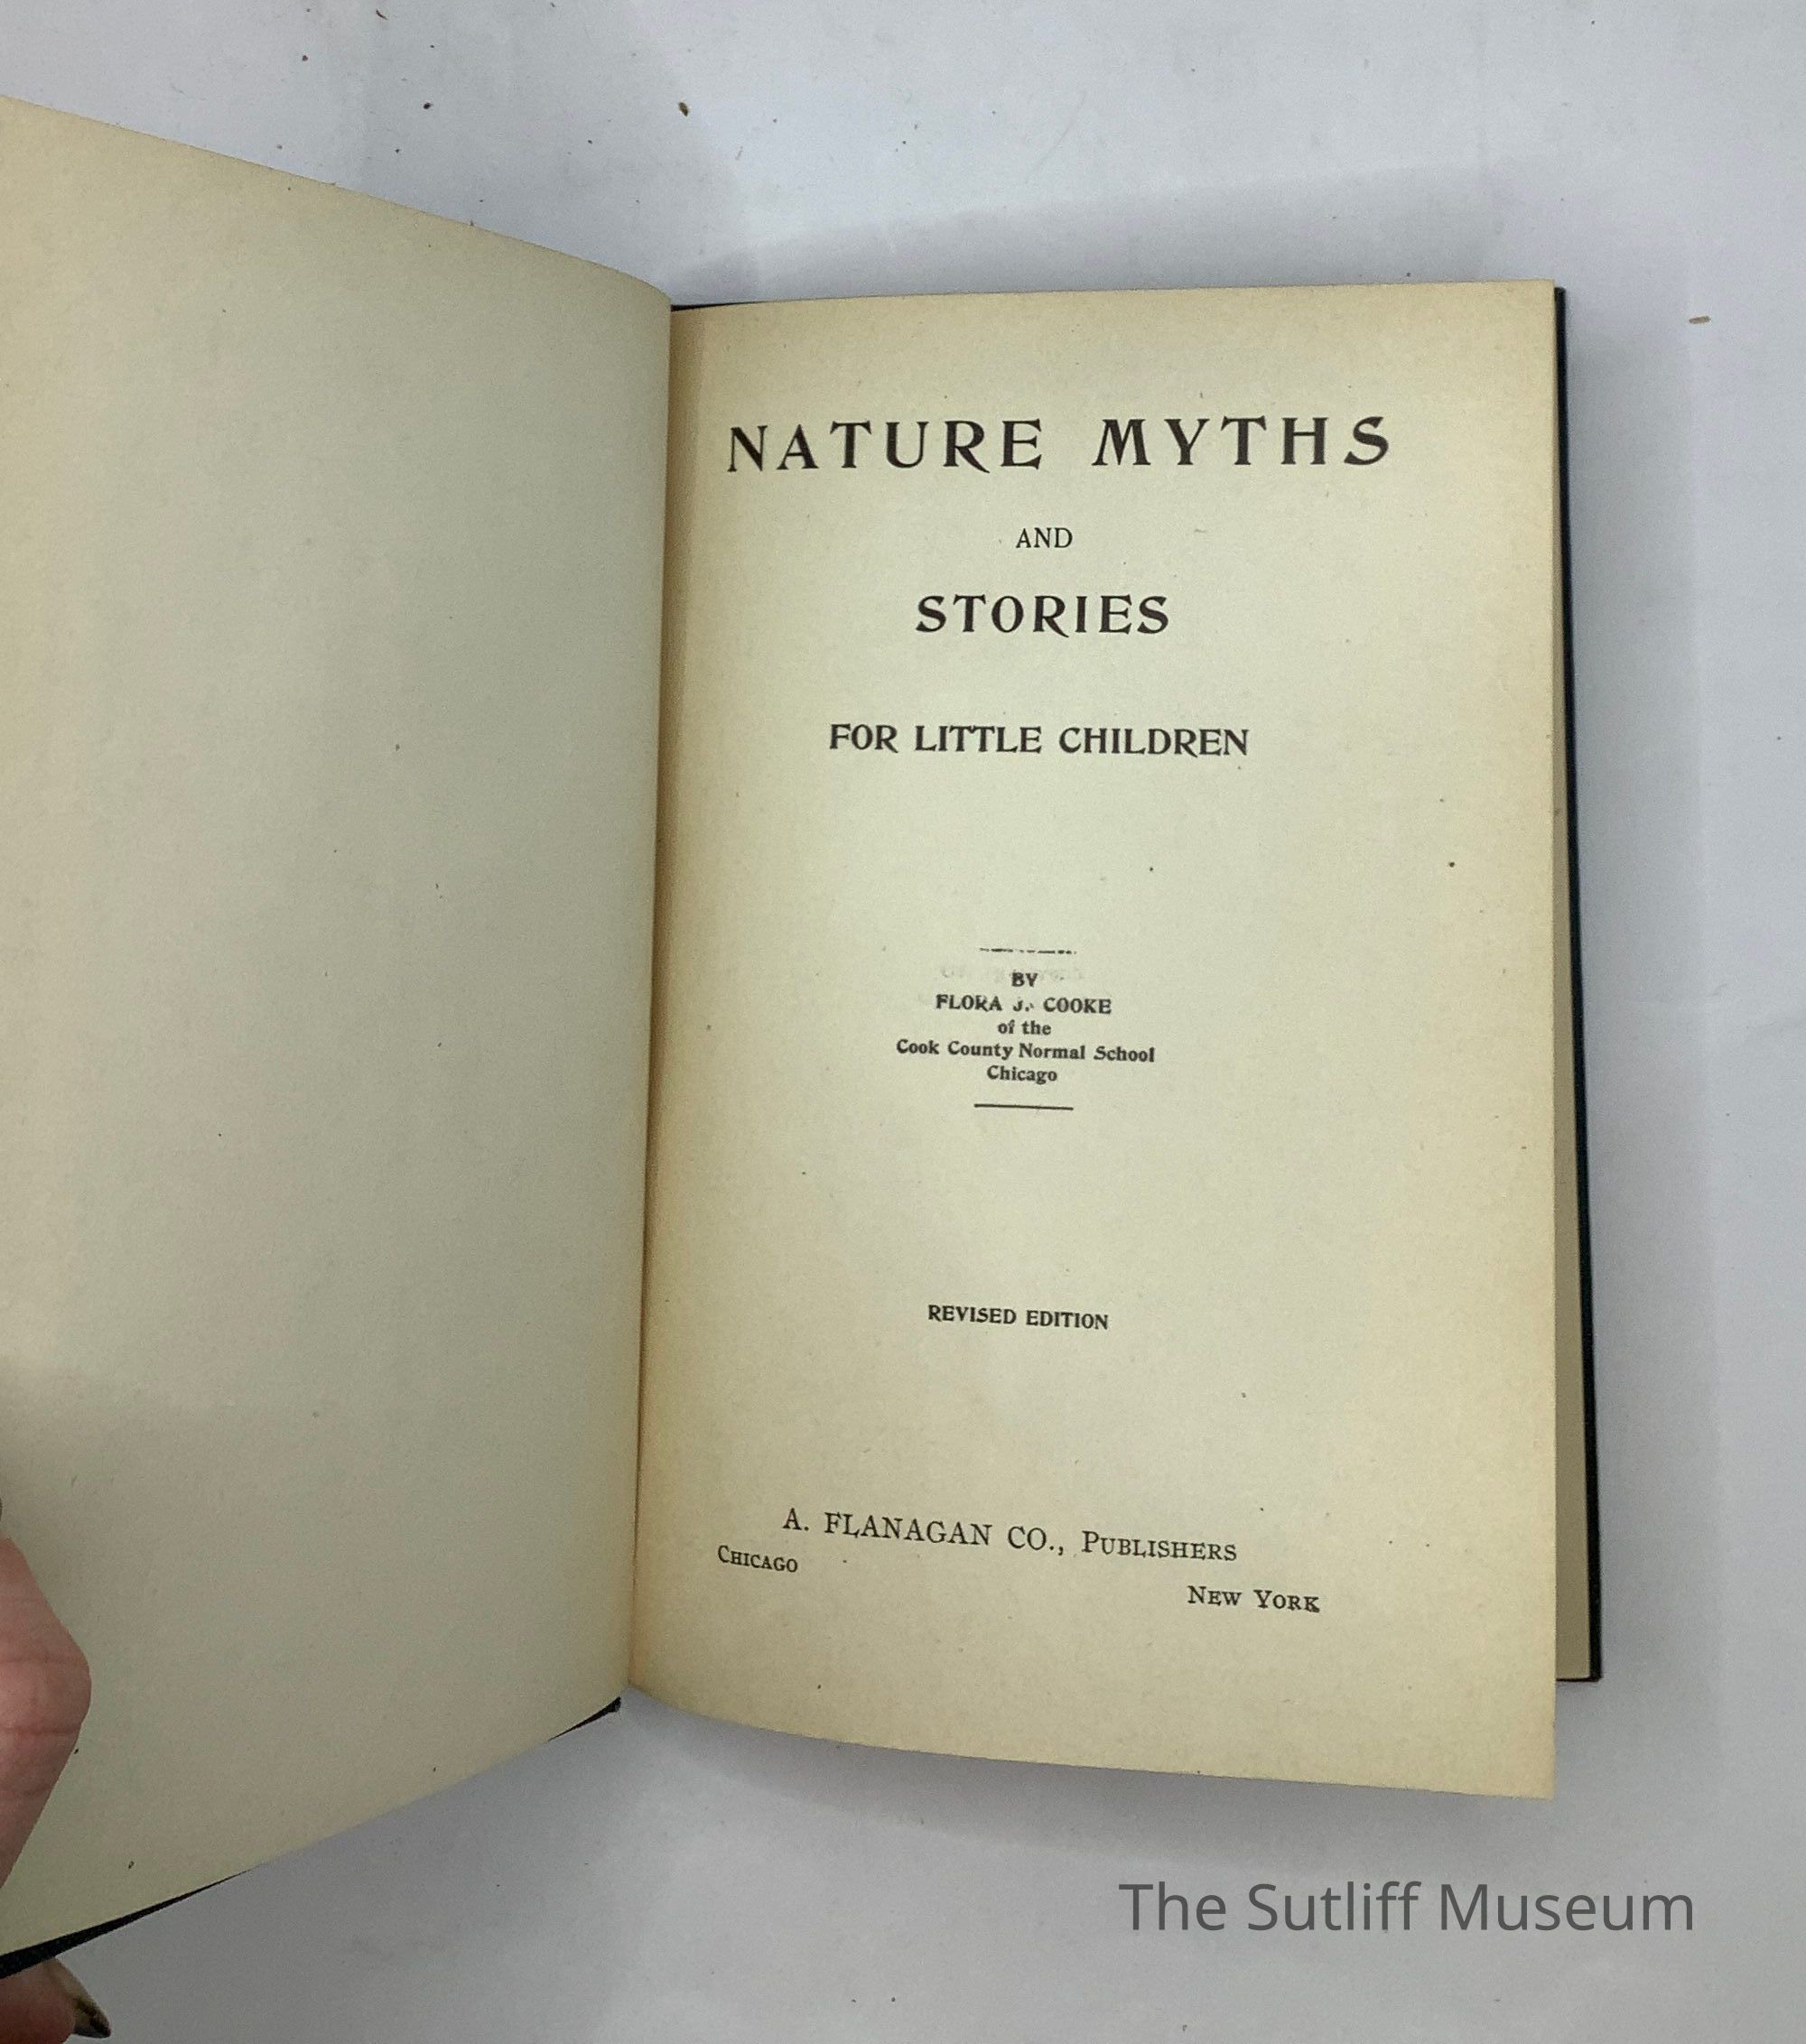 NATURE MYTHS
AND
STORIES
FOR LITTLE CHILDREN
BY
FLORA J. COOKE
of the
Cook County Normal School
Chicago
REVISED EDITION
A. FLANAGAN CO., PUBLISHERS
CHICAGO
NEW YORK
The Sutliff Museum